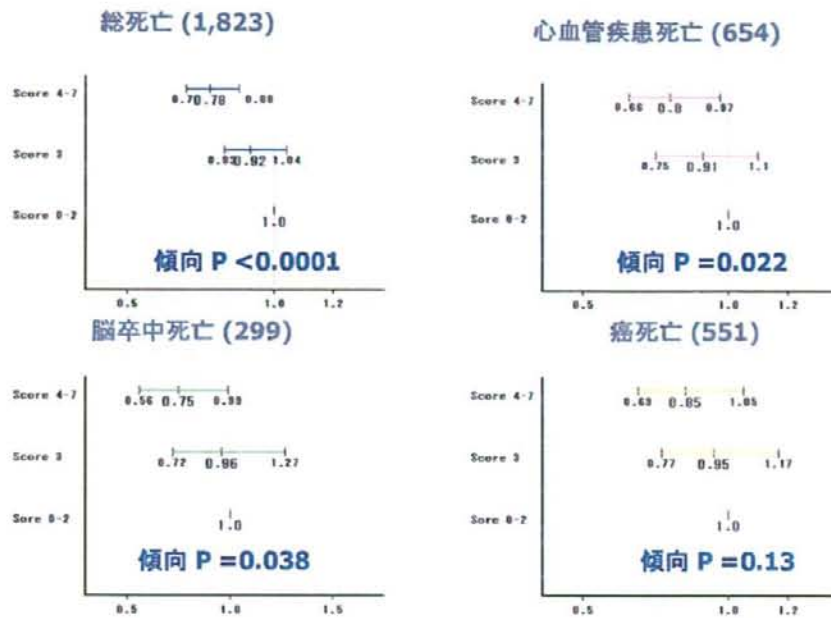 総死亡 (1,823)
Score 4-7
0.70 0.78 0.88
Score 3
0.83 0.92 1.04
Score 0-2
1.0
傾向 P <0.0001
0.5 1.0 1.2
心血管疾患死亡 (654)
Score 4-7
0.66 0.8 0.97
Score 3
0.75 0.91 1.1
Sore 0-2
1.0
傾向 P =0.022
0.5 1.0 1.2
脳卒中死亡 (299)
Score 4-7
0.56 0.75 0.99
Score 3
0.72 0.96 1.27
Sore 0-2
1.0
傾向 P =0.038
0.5 1.0 1.5
癌死亡 (551)
Score 4-7
0.69 0.85 1.05
Score 3
0.77 0.95 1.17
Sore 0-2
1.0
傾向 P =0.13
0.5 1.0 1.2